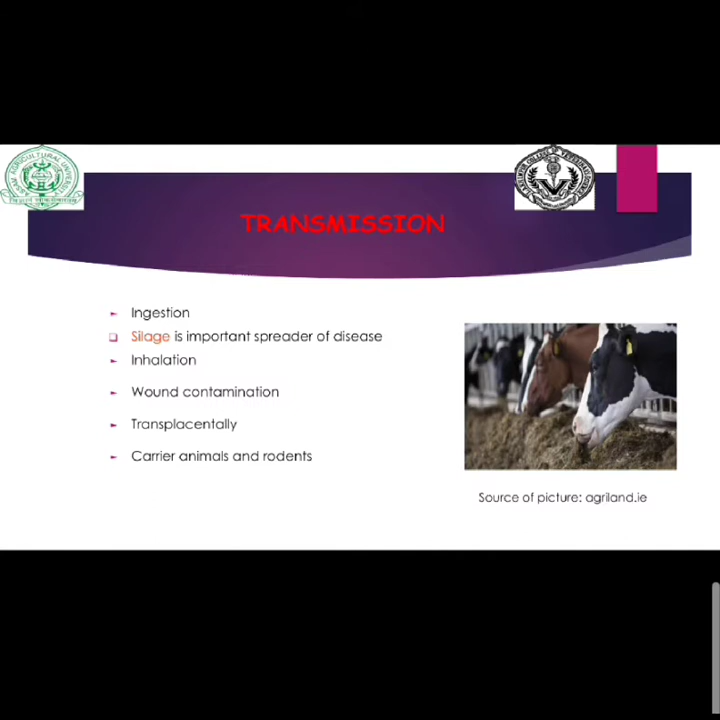 TRANSMISSION
Ingestion
Silage is important spreader of disease
Inhalation
Wound contamination
Transplacentally
Carrier animals and rodents
Source of picture: agriland.ie